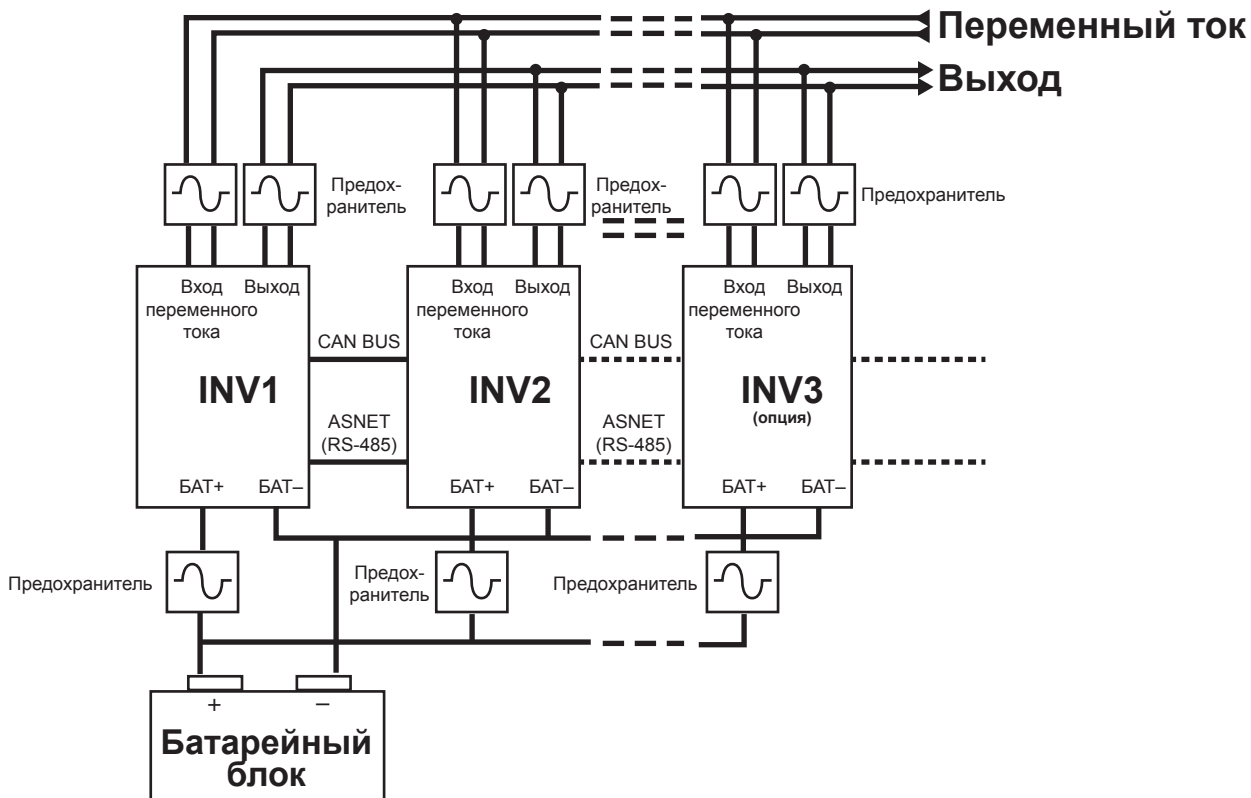 Переменный ток
Выход
Предох-
ранитель
Предох-
ранитель
Предохранитель
Вход
переменного
тока
Выход
INV1
БАТ+
БАТ–
CAN BUS
ASNET
(RS-485)
Вход
переменного
тока
Выход
INV2
БАТ+
БАТ–
CAN BUS
ASNET
(RS-485)
Вход
переменного
тока
Выход
INV3
(опция)
БАТ+
БАТ–
Предохранитель
Предох-
ранитель
Предохранитель
+
–
Батарейный
блок